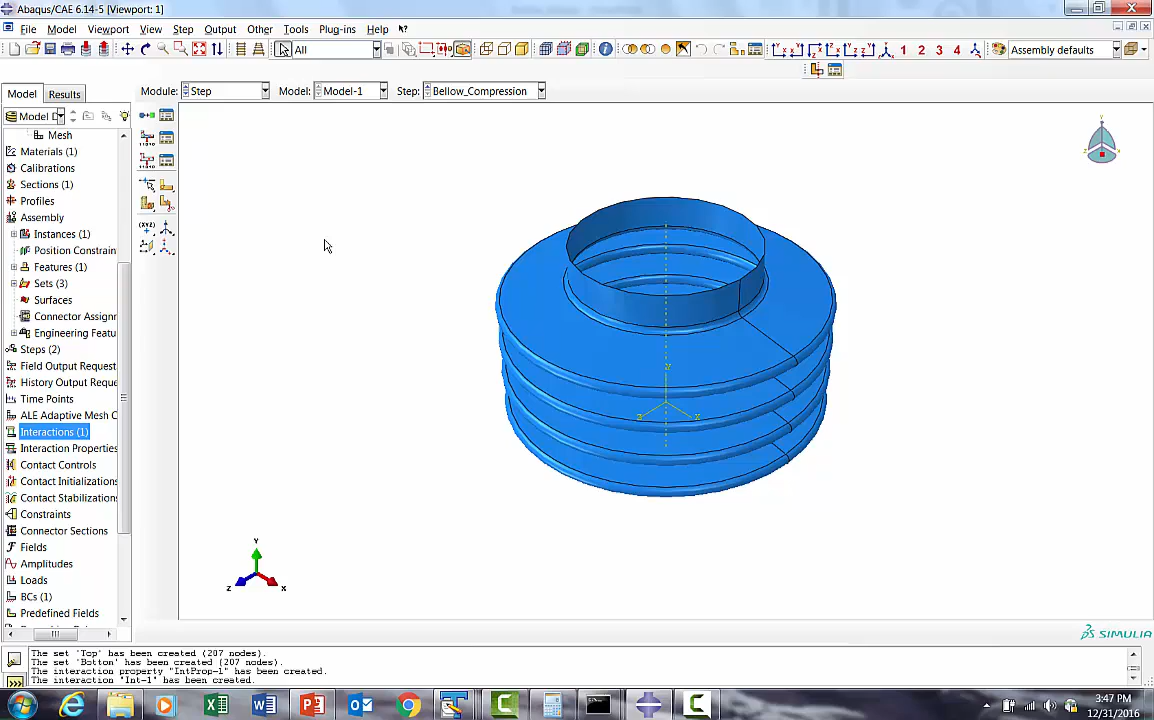 Abaqus/CAE 6.14-5 [Viewport: 1]
File Model Viewport View Step Output Other Tools Plug-ins Help
All
1 2 3 4 Assembly defaults
Model Results
Module: Step Model: Model-1 Step: Bellow_Compression
Model D
Mesh
Materials (1)
Calibrations
Sections (1)
Profiles
Assembly
Instances (1)
Position Constrain
Features (1)
Sets (3)
Surfaces
Connector Assign
Engineering Featu
Steps (2)
Field Output Request
History Output Reque
Time Points
ALE Adaptive Mesh C
Interactions (1)
Interaction Properties
Contact Controls
Contact Initializations
Contact Stabilizations
Constraints
Connector Sections
Fields
Amplitudes
Loads
BCs (1)
Predefined Fields
Y
Z X
Y
Z X
SIMULIA
The set 'Top' has been created (207 nodes).
The set 'Botton' has been created (207 nodes).
The interaction property "IntProp-1" has been created.
The interaction "Int-1" has been created.
3:47 PM
12/31/2016